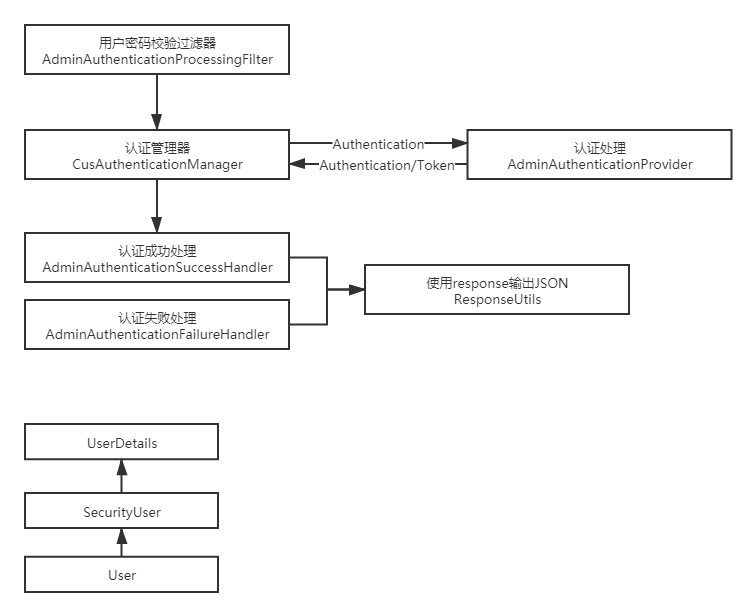 用户密码校验过滤器
AdminAuthenticationProcessingFilter
认证管理器
CusAuthenticationManager
Authentication
Authentication/Token
认证处理
AdminAuthenticationProvider
认证成功处理
AdminAuthenticationSuccessHandler
认证失败处理
AdminAuthenticationFailureHandler
使用response输出JSON
ResponseUtils
UserDetails
SecurityUser
User